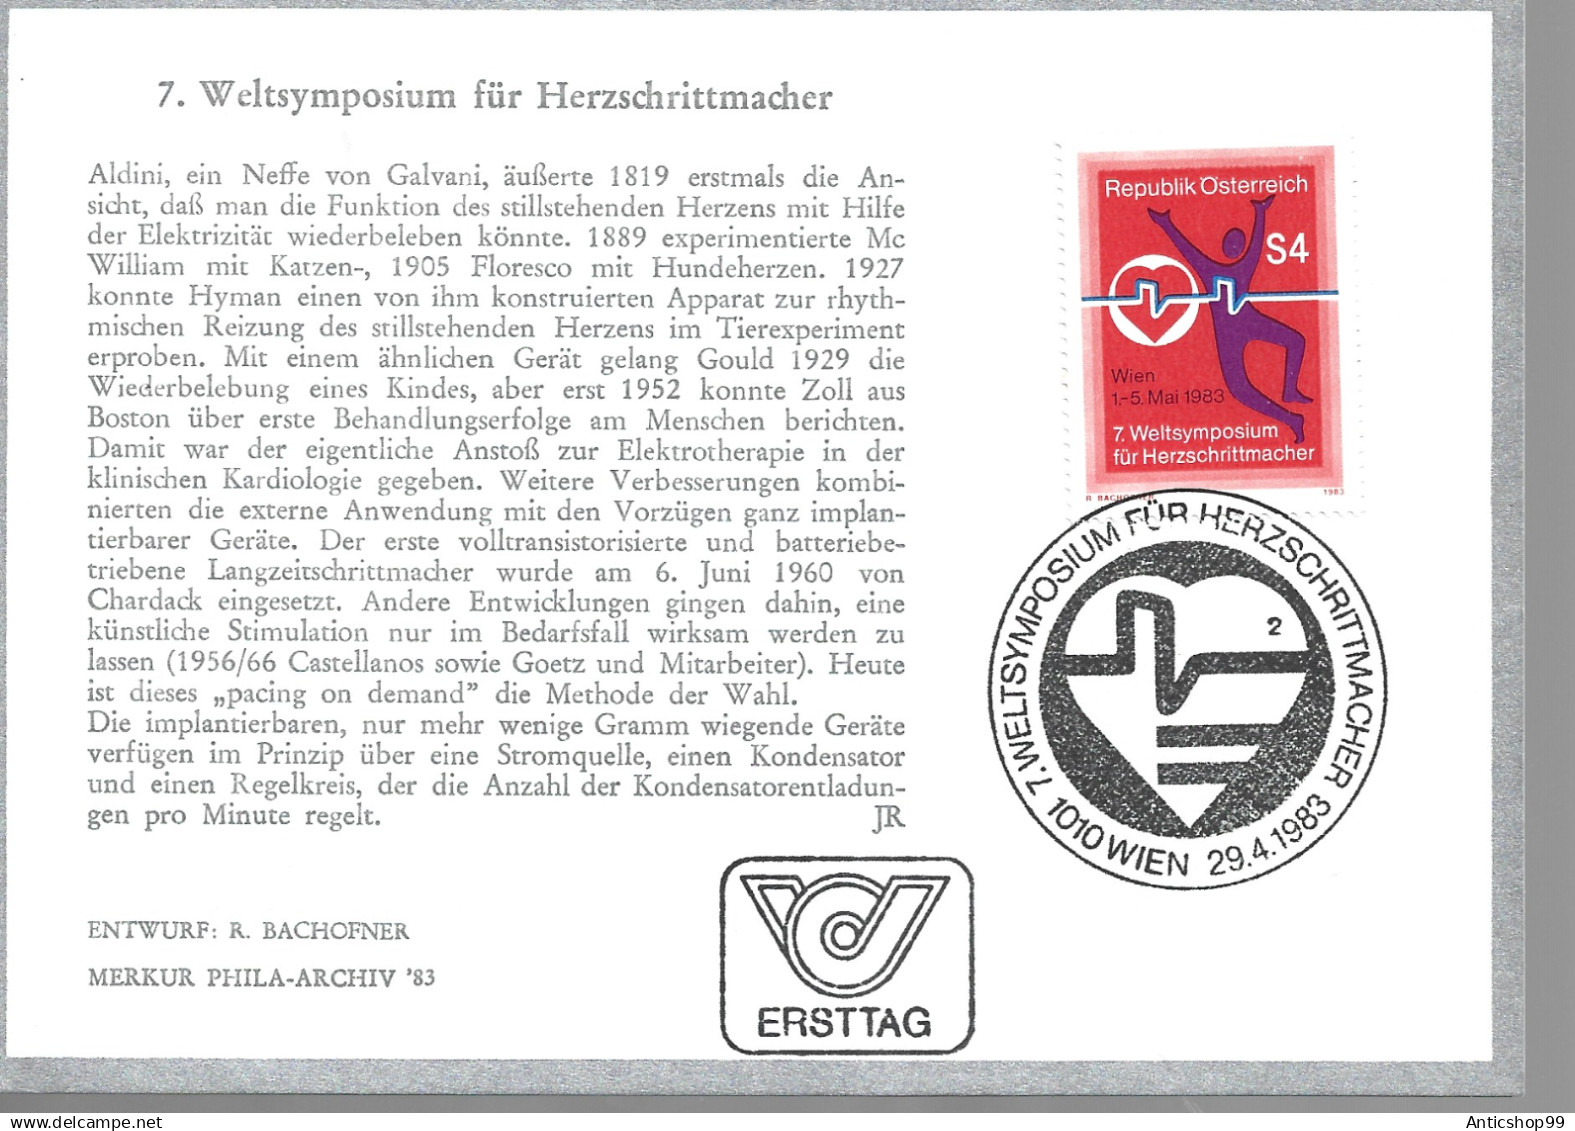 7. Weltsymposium für Herzschrittmacher
Aldini, ein Neffe von Galvani, äußerte 1819 erstmals die An-
sicht, daß man die Funktion des stillstehenden Herzens mit Hilfe
der Elektrizität wiederbeleben könnte. 1889 experimentierte Mc
William mit Katzen-, 1905 Floresco mit Hundeherzen. 1927
konnte Hyman einen von ihm konstruierten Apparat zur rhyth-
mischen Reizung des stillstehenden Herzens im Tierexperiment
erproben. Mit einem ähnlichen Gerät gelang Gould 1929 die
Wiederbelebung eines Kindes, aber erst 1952 konnte Zoll aus
Boston über erste Behandlungserfolge am Menschen berichten.
Damit war der eigentliche Anstoß zur Elektrotherapie in der
klinischen Kardiologie gegeben. Weitere Verbesserungen kombi-
nierten die externe Anwendung mit den Vorzügen ganz implan-
tierbarer Geräte. Der erste volltransistorisierte und batteriebe-
triebene Langzeitschrittmacher wurde am 6. Juni 1960 von
Chardack eingesetzt. Andere Entwicklungen gingen dahin, eine
künstliche Stimulation nur im Bedarfsfall wirksam werden zu
lassen (1956/66 Castellanos sowie Goetz und Mitarbeiter). Heute
ist dieses „pacing on demand” die Methode der Wahl.
Die implantierbaren, nur mehr wenige Gramm wiegende Geräte
verfügen im Prinzip über eine Stromquelle, einen Kondensator
und einen Regelkreis, der die Anzahl der Kondensatorentladun-
gen pro Minute regelt. JR
ENTWURF: R. BACHOFNER
MERKUR PHILA-ARCHIV '83
Republik Österreich
S4
Wien
1.-5. Mai 1983
7. Weltsymposium
für Herzschrittmacher
R BACHOFNER 1983
7. WELTSYMPOSIUM FÜR HERZSCHRITTMACHER
2
1010 WIEN 29.4.1983
ERSTTAG
delcampe.net
Anticshop99